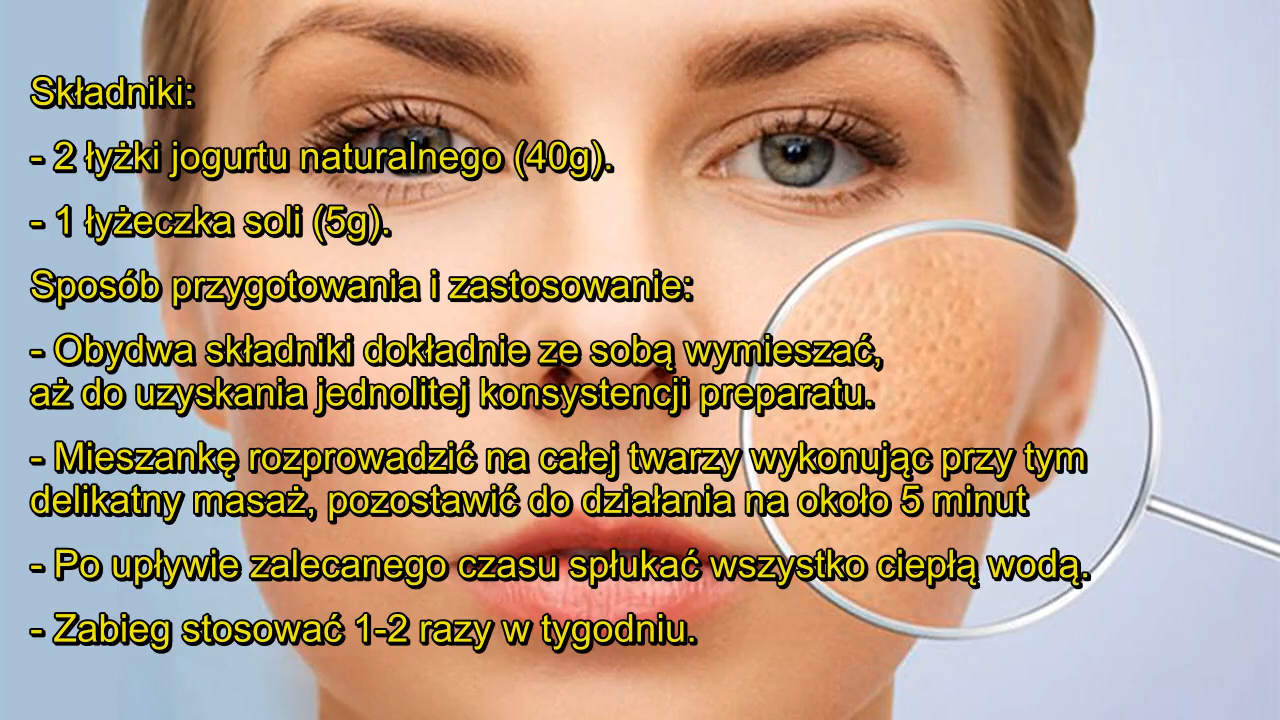 Składniki:
- 2 łyżki jogurtu naturalnego (40g).
- 1 łyżeczka soli (5g).
Sposób przygotowania i zastosowanie:
- Obydwa składniki dokładnie ze sobą wymieszać,
aż do uzyskania jednolitej konsystencji preparatu.
- Mieszankę rozprowadzić na całej twarzy wykonując przy tym
delikatny masaż, pozostawić do działania na około 5 minut
- Po upływie zalecanego czasu spłukać wszystko ciepłą wodą.
- Zabieg stosować 1-2 razy w tygodniu.